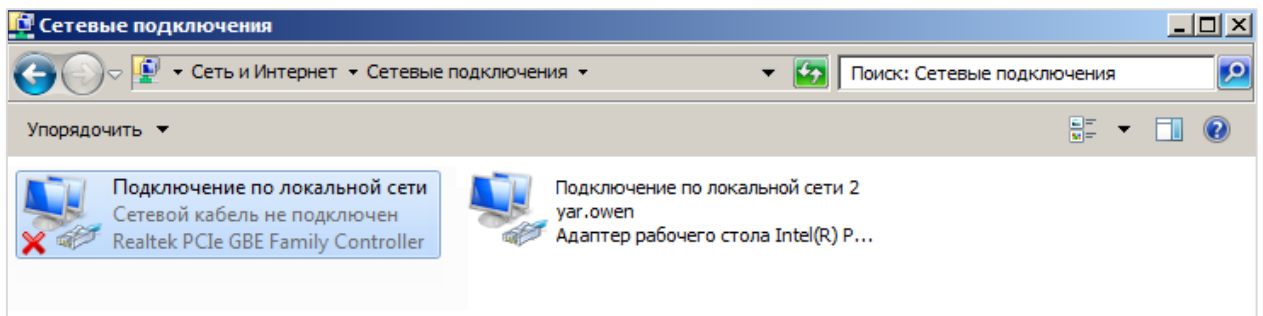 Сетевые подключения
Сеть и Интернет Сетевые подключения
Поиск: Сетевые подключения
Упорядочить
Подключение по локальной сети
Сетевой кабель не подключен
Realtek PCIe GBE Family Controller
Подключение по локальной сети 2
yar.owen
Адаптер рабочего стола Intel(R) P...